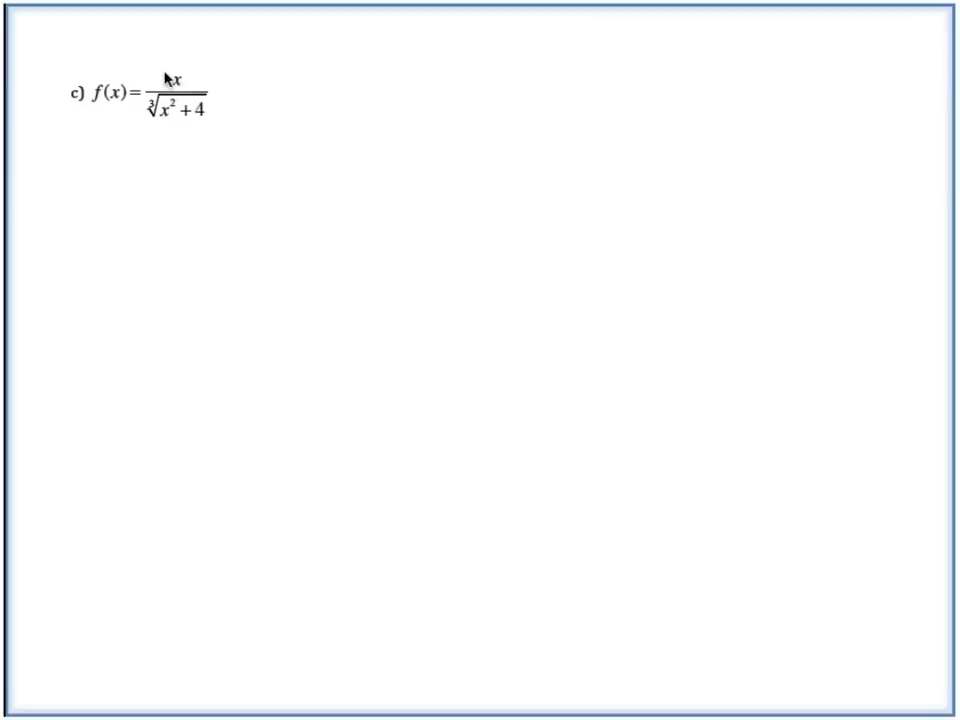 c) f(x) = x / ∛(x² + 4)